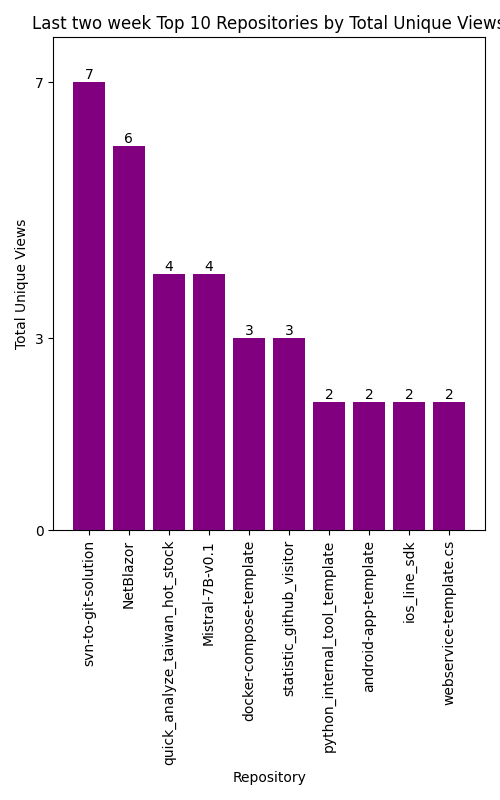 Last two week Top 10 Repositories by Total Unique Views
Total Unique Views
7
3
0
7
6
4
4
3
3
2
2
2
2
svn-to-git-solution
NetBlazor
quick_analyze_taiwan_hot_stock
Mistral-7B-v0.1
docker-compose-template
statistic_github_visitor
python_internal_tool_template
android-app-template
ios_line_sdk
webservice-template.cs
Repository